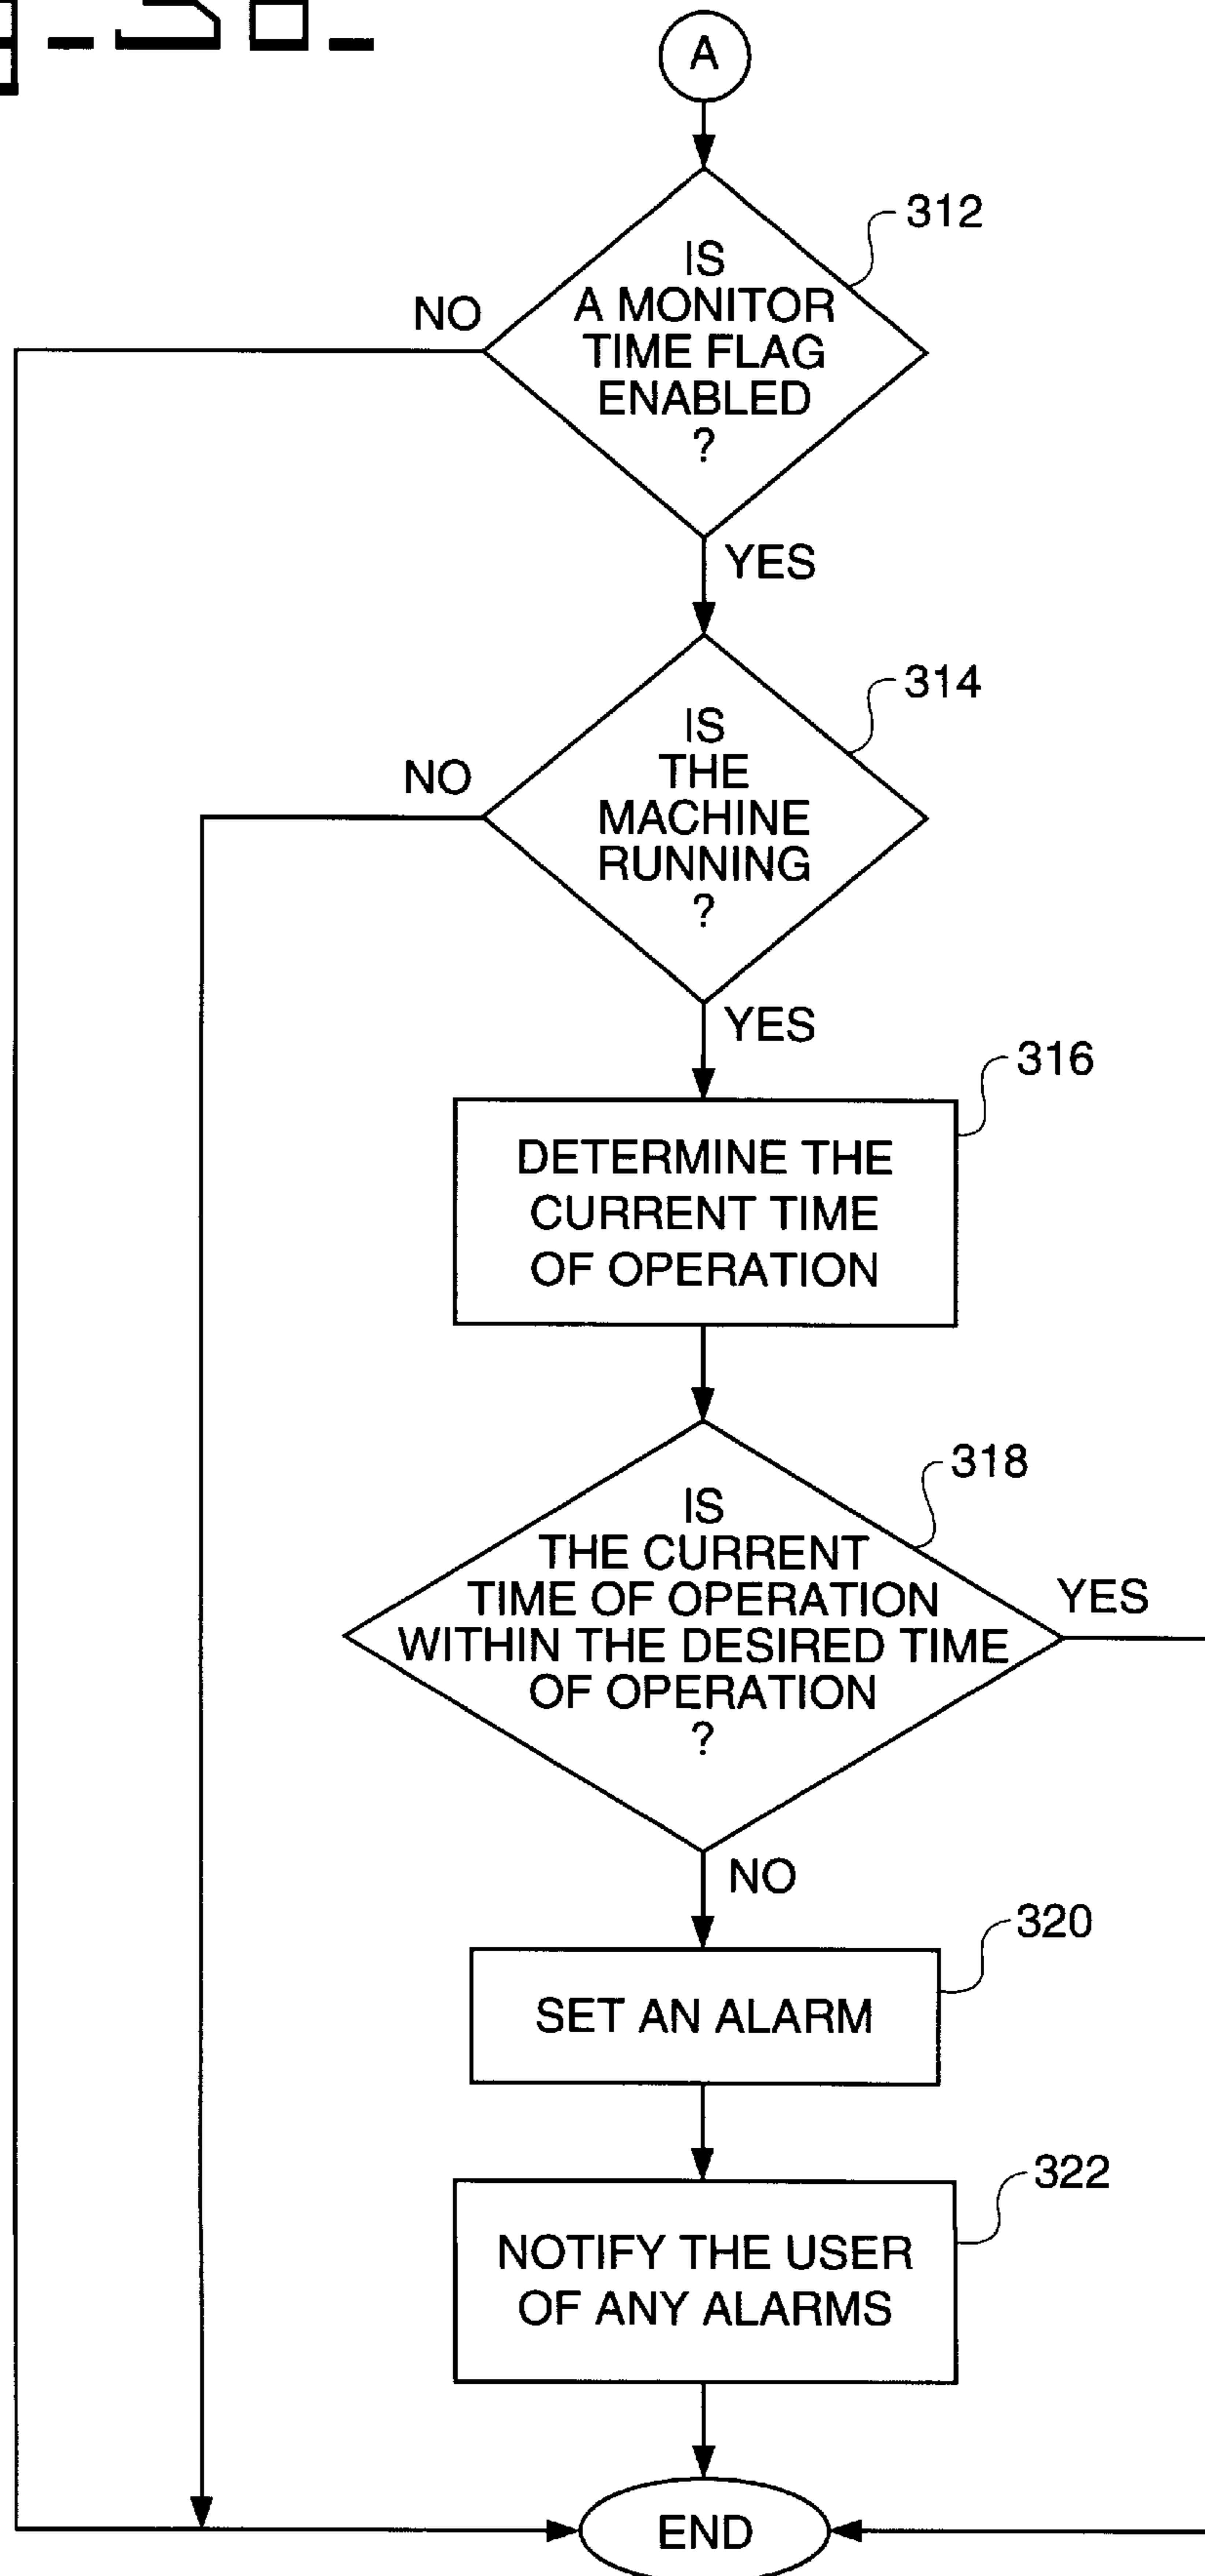 A
312
IS
A MONITOR
TIME FLAG
ENABLED
?
NO
YES
314
IS
THE
MACHINE
RUNNING
?
NO
YES
316
DETERMINE THE
CURRENT TIME
OF OPERATION
318
IS
THE CURRENT
TIME OF OPERATION
WITHIN THE DESIRED TIME
OF OPERATION
?
YES
NO
320
SET AN ALARM
322
NOTIFY THE USER
OF ANY ALARMS
END